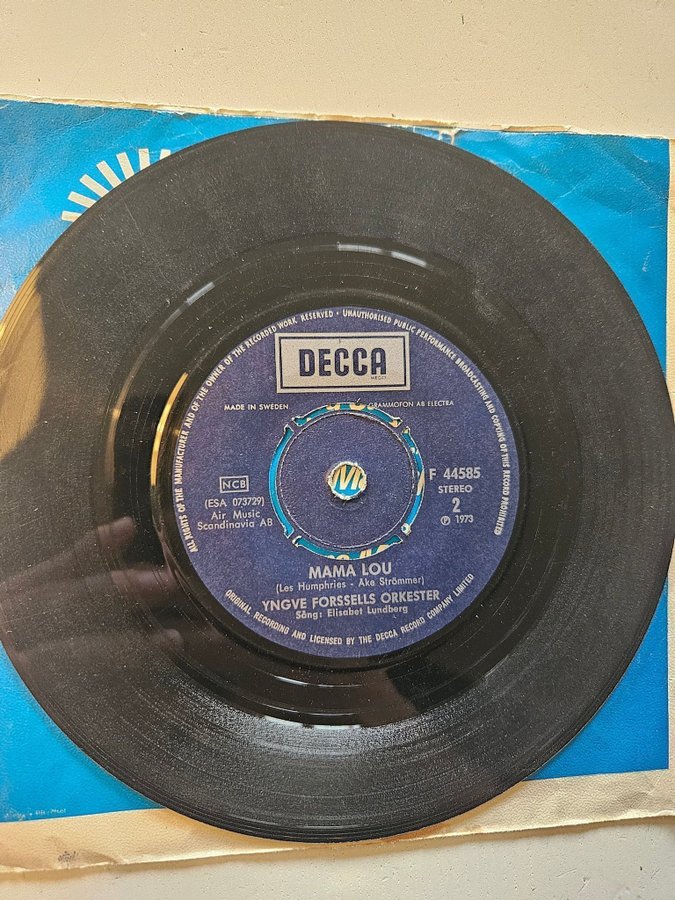 ALL RIGHTS OF THE MANUFACTURER AND OF THE OWNER OF THE RECORDED WORK RESERVED · UNAUTHORISED PUBLIC PERFORMANCE BROADCASTING AND COPYING OF THIS RECORD PROHIBITED
DECCA
MADE IN SWEDEN
GRAMMOFON AB ELECTRA
NCB
(ESA 073729)
Air Music
Scandinavia AB
F 44585
STEREO
2
℗ 1973
MAMA LOU
(Les Humphries - Åke Strömmer)
YNGVE FORSSELLS ORKESTER
Sång: Elisabet Lundberg
ORIGINAL RECORDING AND LICENSED BY THE DECCA RECORD COMPANY LIMITED